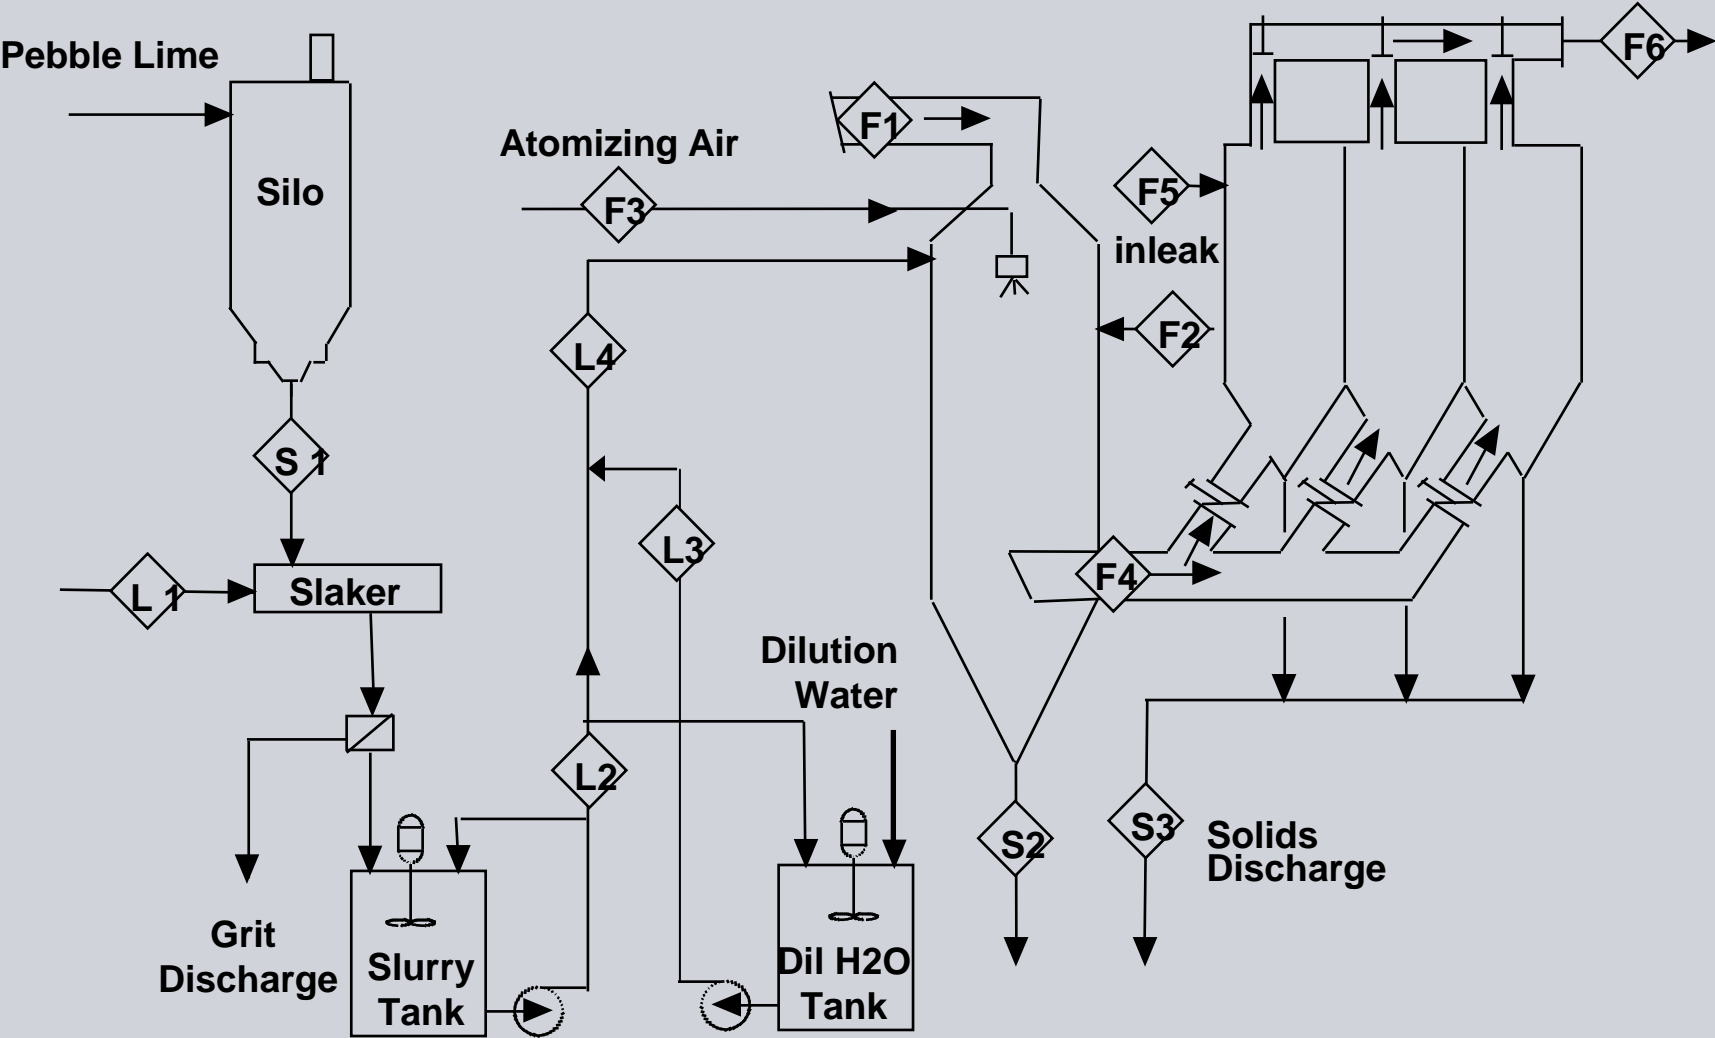 Pebble Lime
F6
F1
Atomizing Air
Silo
F5
F3
inleak
F2
L4
S 1
L3
F4
L 1
Slaker
Dilution
Water
L2
S3
Solids
Discharge
S2
Grit
Discharge
Slurry
Tank
Dil H2O
Tank